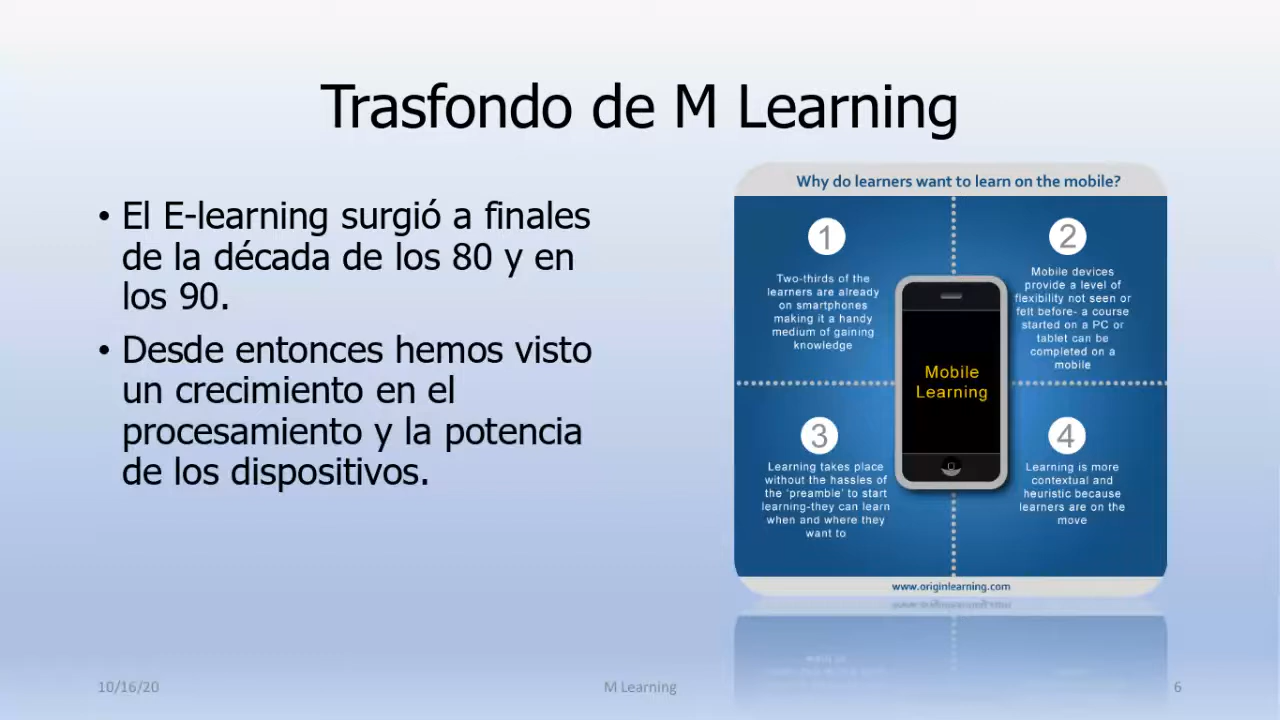 Trasfondo de M Learning
• El E-learning surgió a finales
de la década de los 80 y en
los 90.
• Desde entonces hemos visto
un crecimiento en el
procesamiento y la potencia
de los dispositivos.
Why do learners want to learn on the mobile?
1
Two-thirds of the
learners are already
on smartphones
making it a handy
medium of gaining
knowledge
2
Mobile devices
provide a level of
flexibility not seen or
felt before- a course
started on a PC or
tablet can be
completed on a
mobile
Mobile
Learning
3
Learning takes place
without the hassles of
the ‘preamble’ to start
learning-they can learn
when and where they
want to
4
Learning is more
contextual and
heuristic because
learners are on the
move
www.originlearning.com
10/16/20
M Learning
6